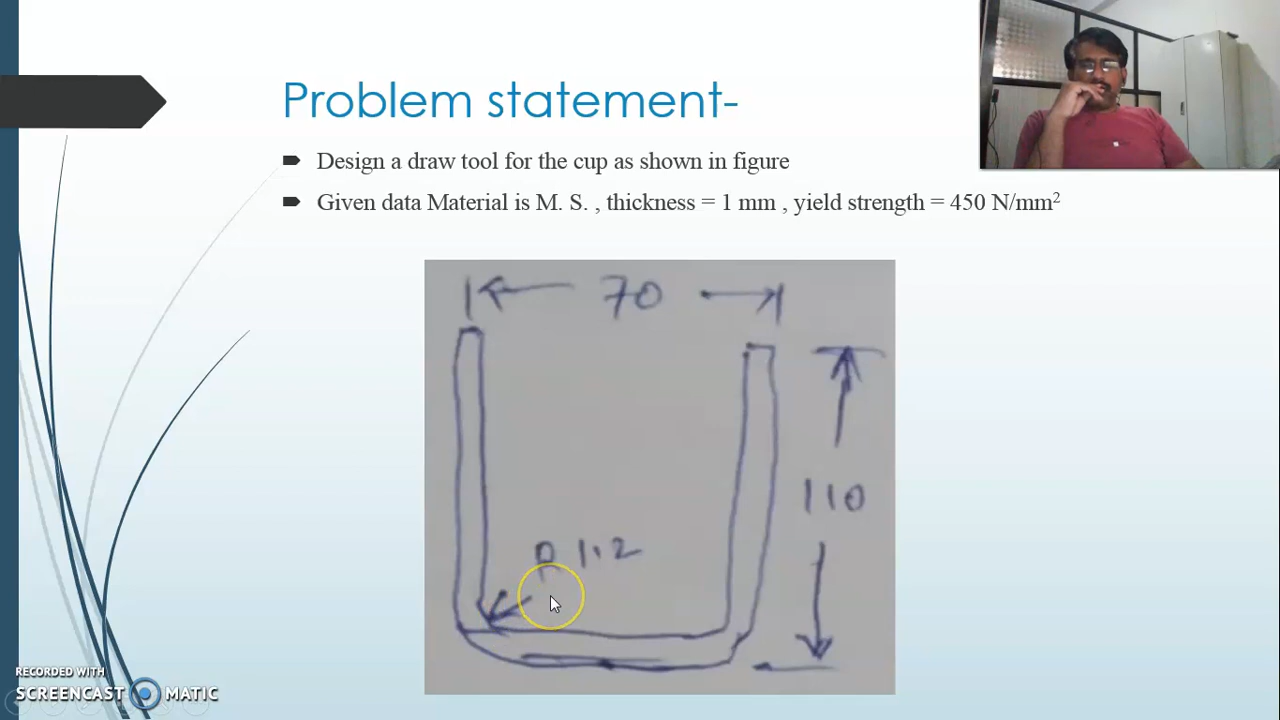 Problem statement-
Design a draw tool for the cup as shown in figure
Given data Material is M. S. , thickness = 1 mm , yield strength = 450 N/mm²
70
110
R 1.2
RECORDED WITH
SCREENCAST MATIC